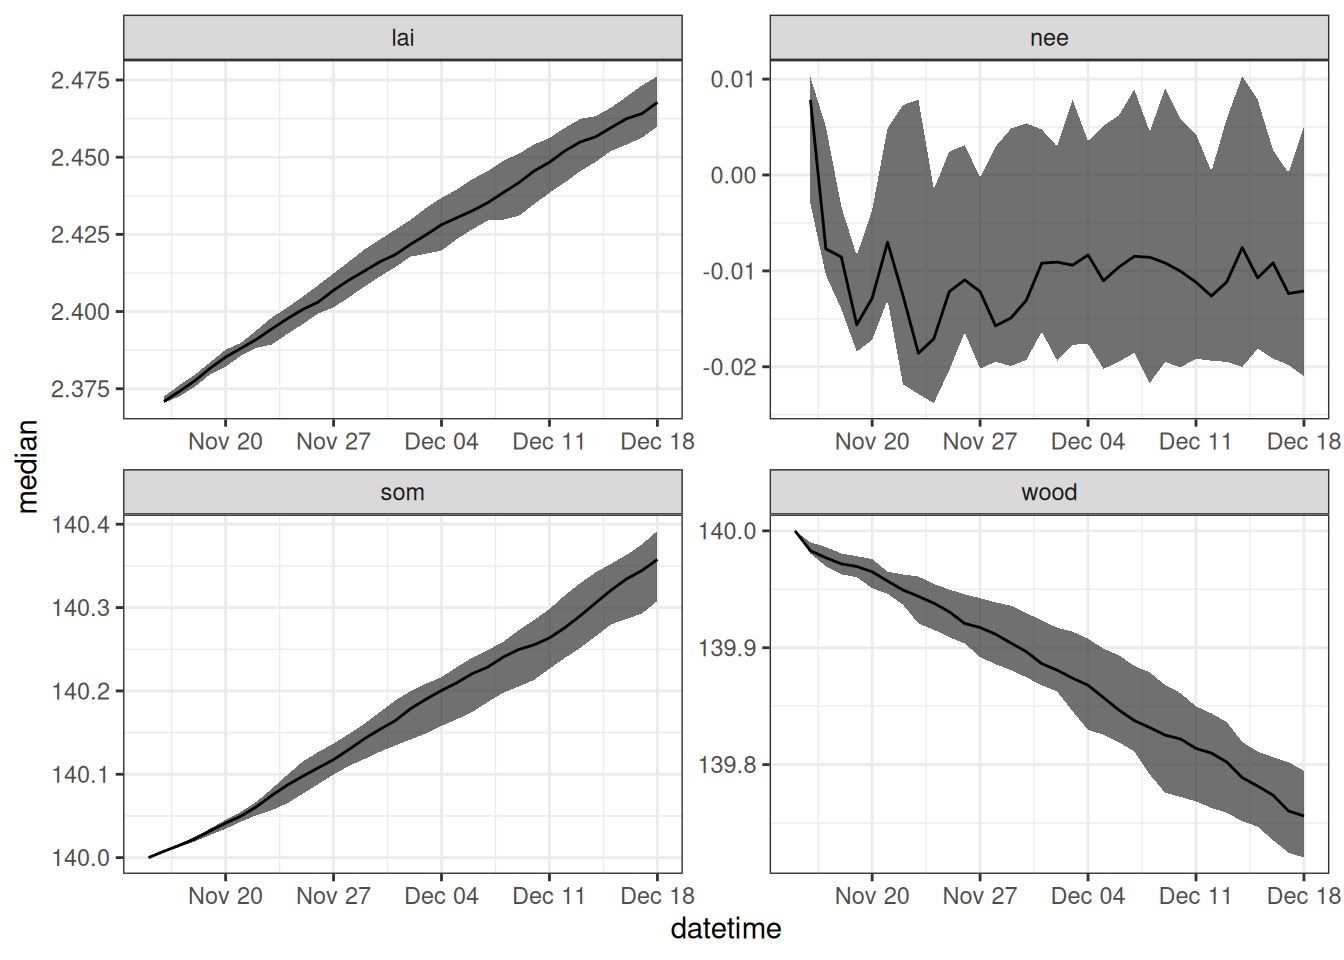 lai
nee
2.475
2.450
2.425
2.400
2.375
0.01
0.00
-0.01
-0.02
Nov 20 Nov 27 Dec 04 Dec 11 Dec 18
Nov 20 Nov 27 Dec 04 Dec 11 Dec 18
median
som
wood
140.4
140.3
140.2
140.1
140.0
140.0
139.9
139.8
Nov 20 Nov 27 Dec 04 Dec 11 Dec 18
Nov 20 Nov 27 Dec 04 Dec 11 Dec 18
datetime